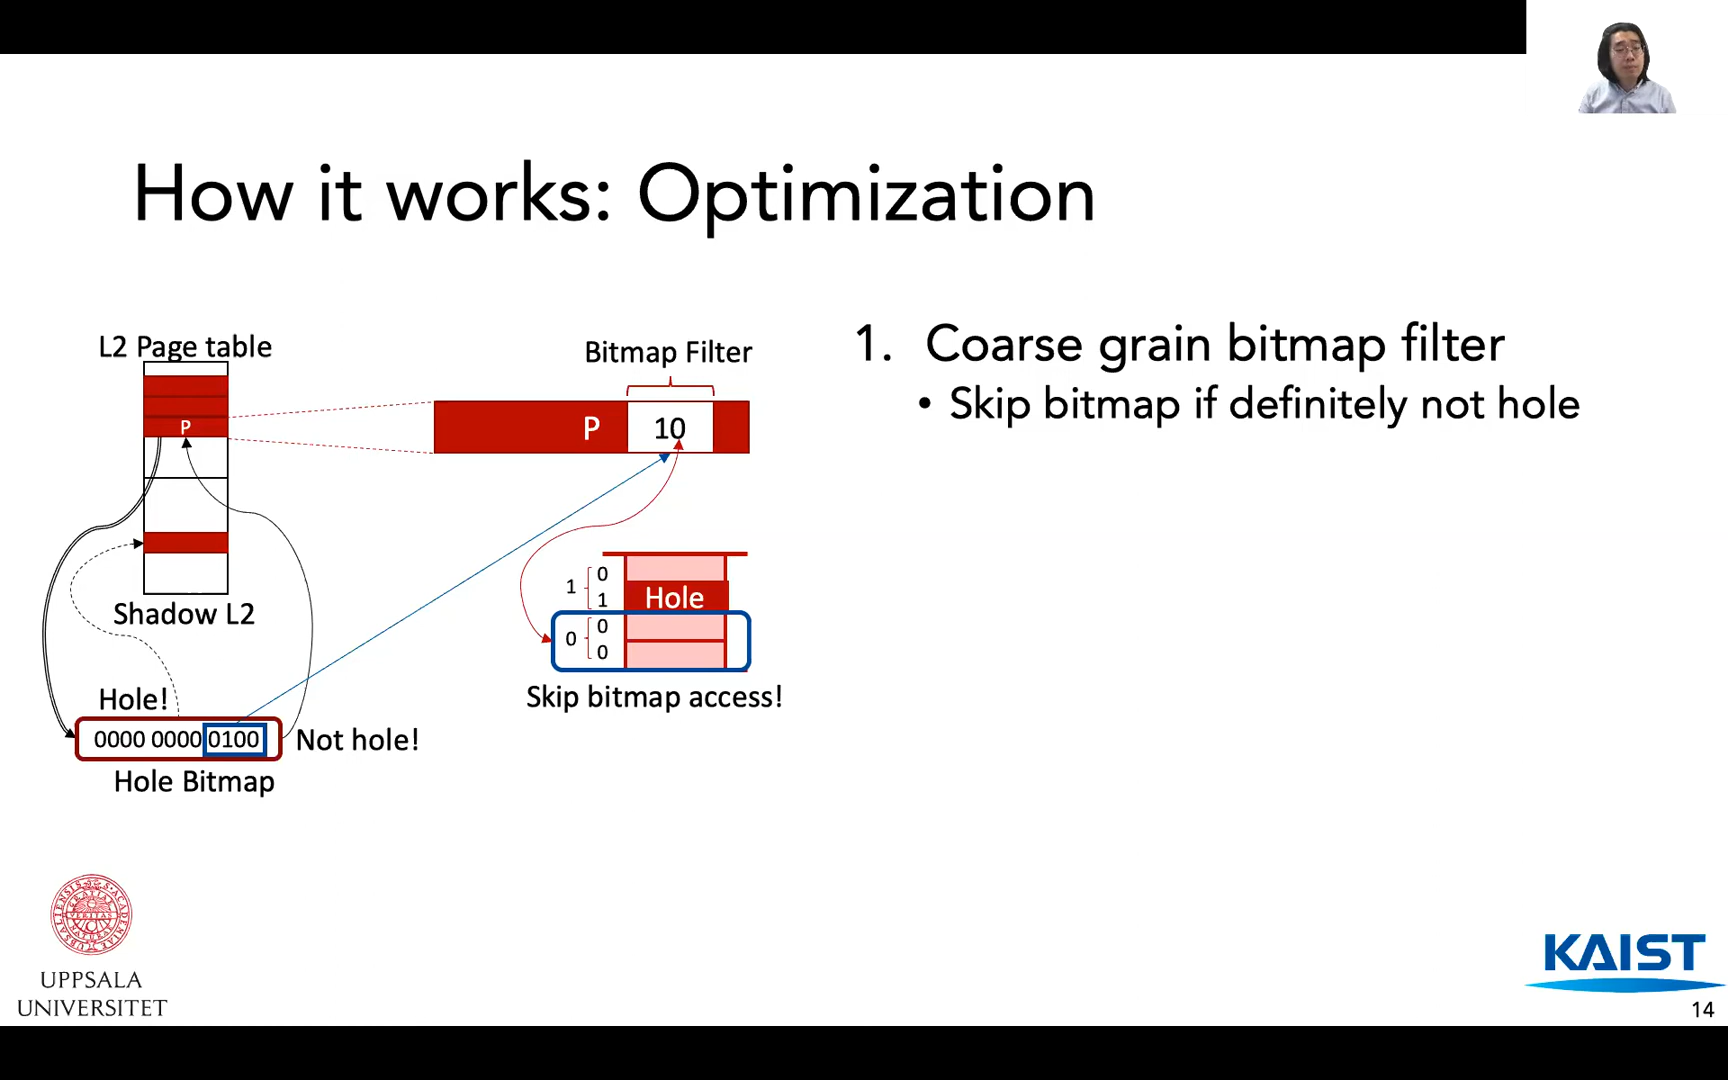 How it works: Optimization
L2 Page table
P
Shadow L2
Hole!
0000 0000 0100
Not hole!
Hole Bitmap
Bitmap Filter
P
10
1
0
1
Hole
0
0
0
Skip bitmap access!
1. Coarse grain bitmap filter
• Skip bitmap if definitely not hole
UPPSALA
UNIVERSITET
KAIST
14